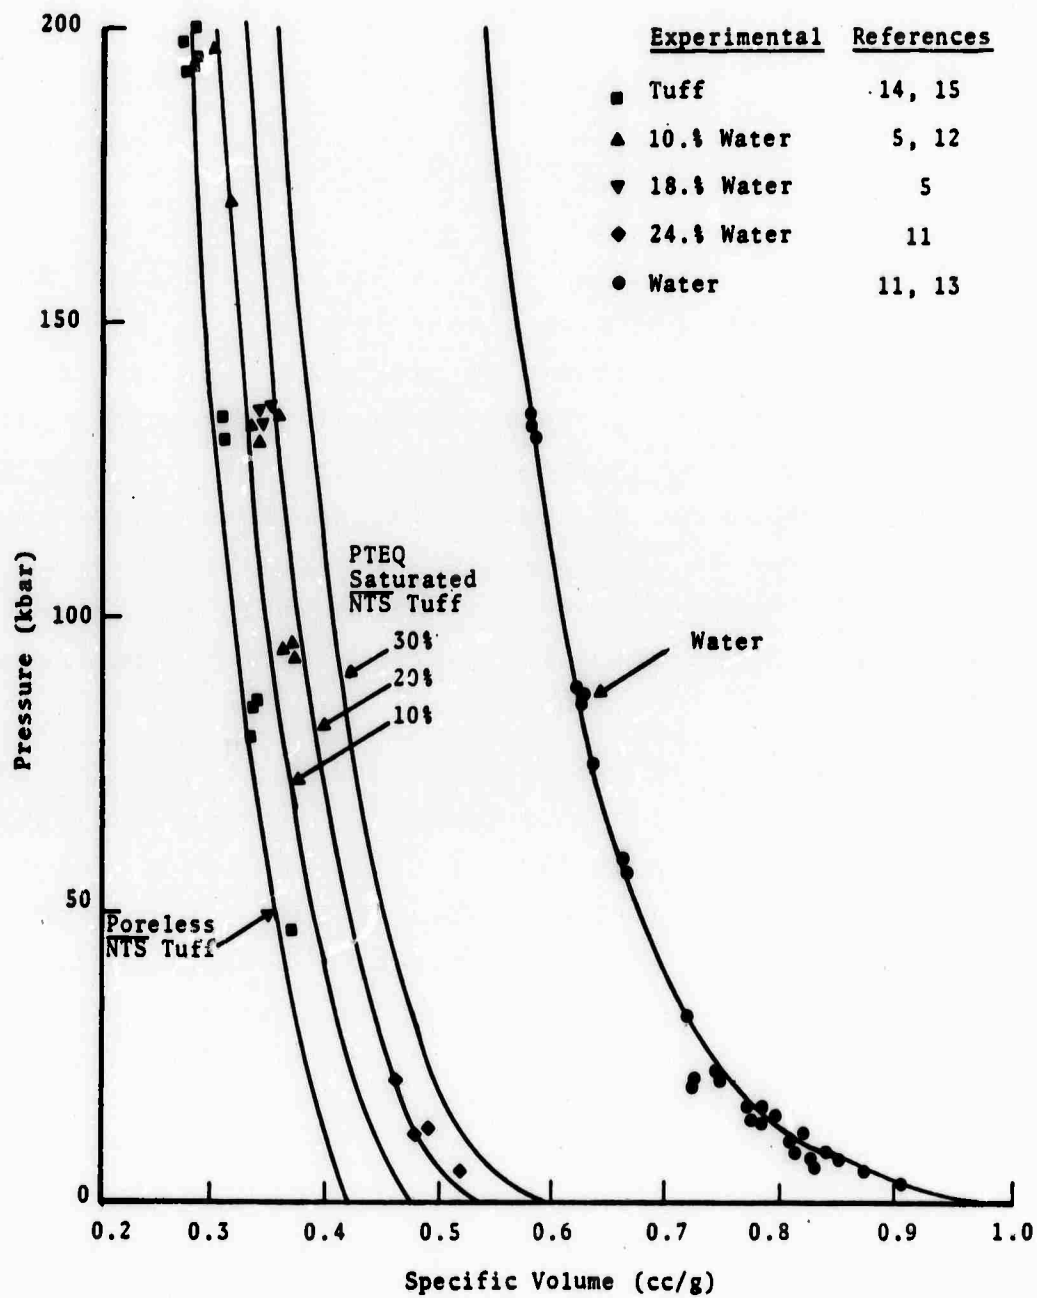 200
150
100
50
0
Pressure (kbar)
Experimental References
Tuff 14, 15
10.% Water 5, 12
18.% Water 5
24.% Water 11
Water 11, 13
PTEQ
Saturated
NTS Tuff
30%
20%
10%
Water
Poreless
NTS Tuff
0.2 0.3 0.4 0.5 0.6 0.7 0.8 0.9 1.0
Specific Volume (cc/g)